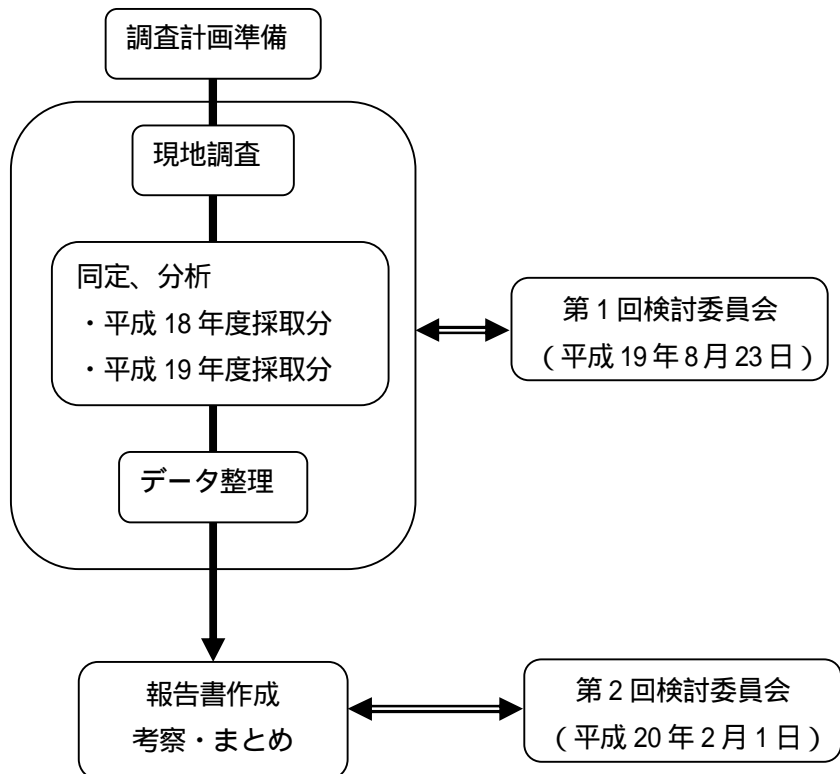 調査計画準備
現地調査
同定、分析
・平成 18 年度採取分
・平成 19 年度採取分
第 1 回検討委員会
（平成 19 年 8 月 23 日）
データ整理
報告書作成
考察・まとめ
第 2 回検討委員会
（平成 20 年 2 月 1 日）